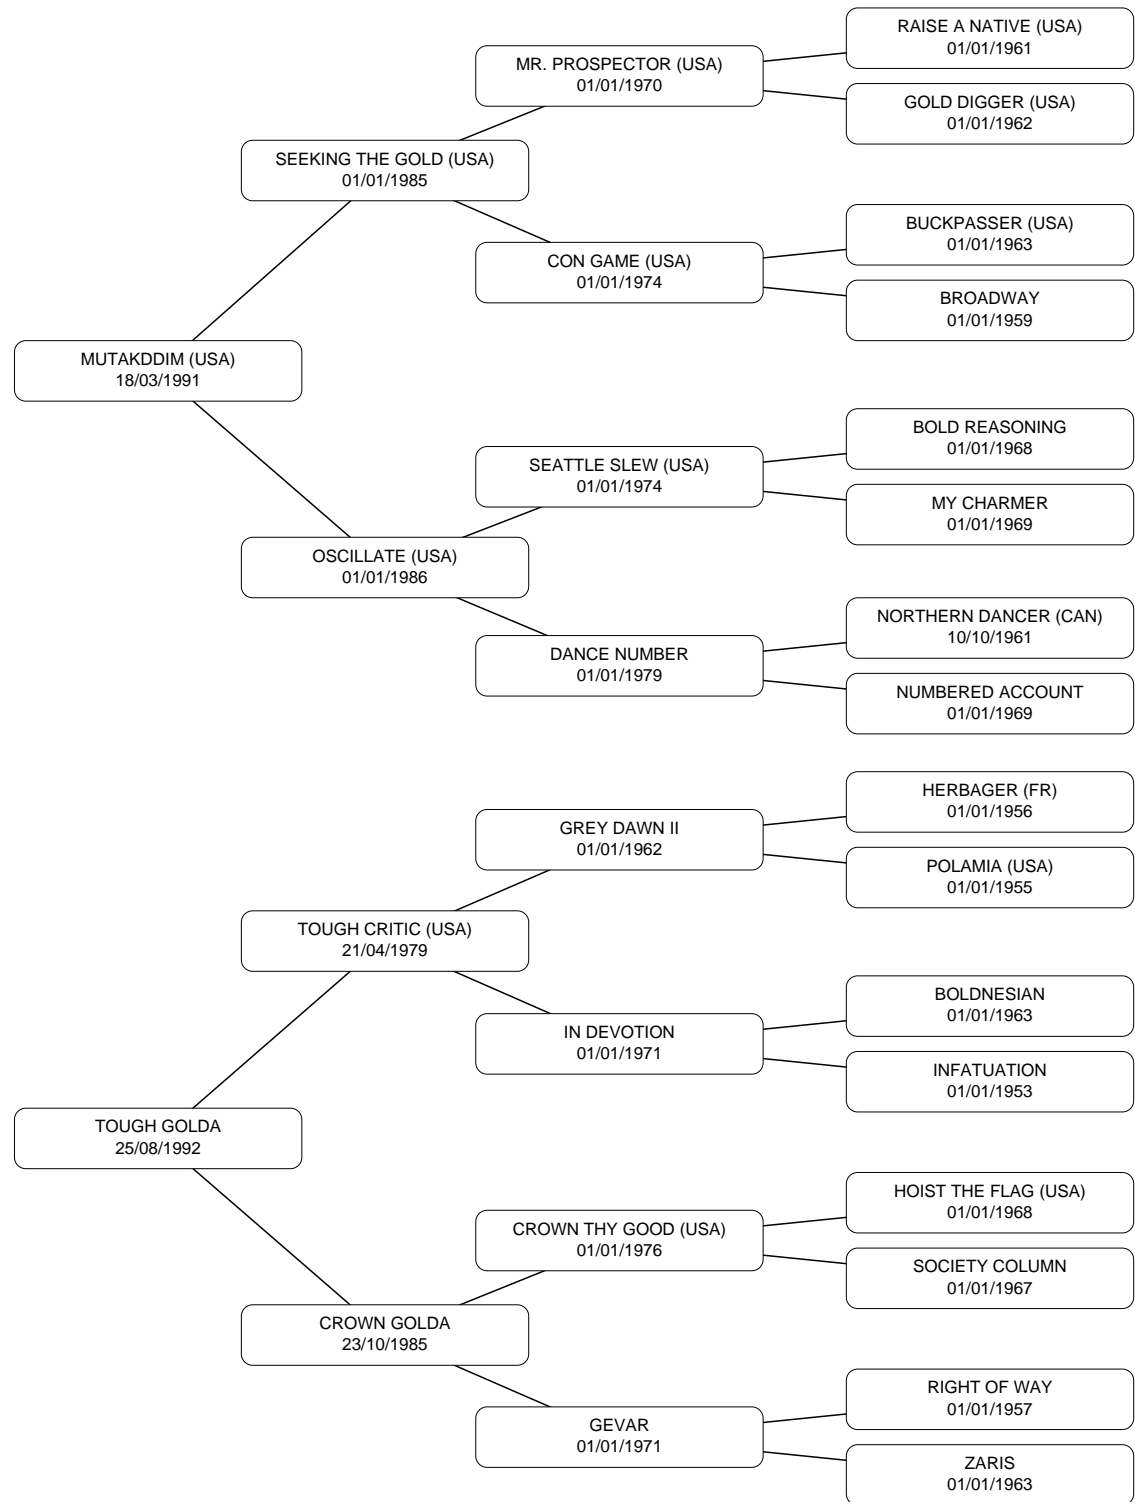 RAISE A NATIVE (USA)
01/01/1961
MR. PROSPECTOR (USA)
01/01/1970
GOLD DIGGER (USA)
01/01/1962
SEEKING THE GOLD (USA)
01/01/1985
BUCKPASSER (USA)
01/01/1963
CON GAME (USA)
01/01/1974
BROADWAY
01/01/1959
MUTAKDDIM (USA)
18/03/1991
BOLD REASONING
01/01/1968
SEATTLE SLEW (USA)
01/01/1974
MY CHARMER
01/01/1969
OSCILLATE (USA)
01/01/1986
NORTHERN DANCER (CAN)
10/10/1961
DANCE NUMBER
01/01/1979
NUMBERED ACCOUNT
01/01/1969
HERBAGER (FR)
01/01/1956
GREY DAWN II
01/01/1962
POLAMIA (USA)
01/01/1955
TOUGH CRITIC (USA)
21/04/1979
BOLDNESIAN
01/01/1963
IN DEVOTION
01/01/1971
INFATUATION
01/01/1953
TOUGH GOLDA
25/08/1992
HOIST THE FLAG (USA)
01/01/1968
CROWN THY GOOD (USA)
01/01/1976
SOCIETY COLUMN
01/01/1967
CROWN GOLDA
23/10/1985
RIGHT OF WAY
01/01/1957
GEVAR
01/01/1971
ZARIS
01/01/1963